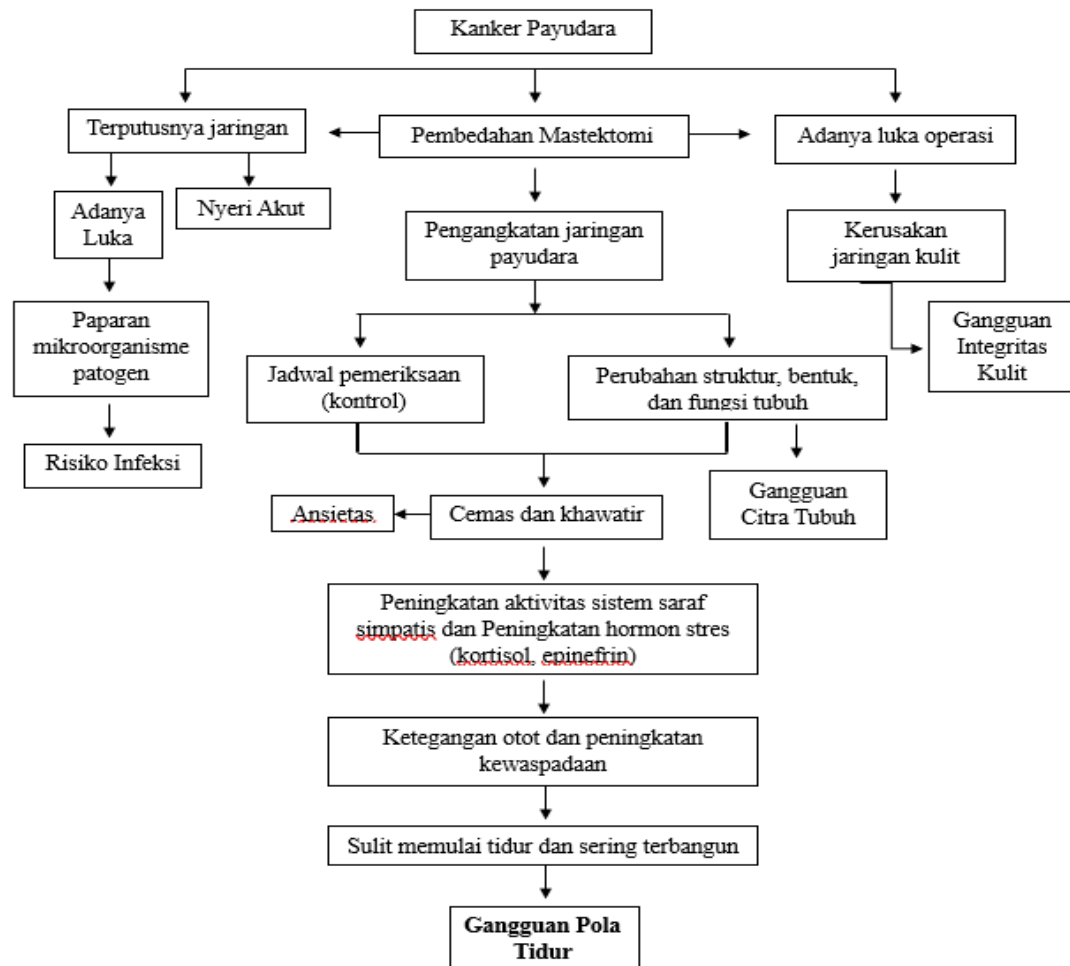 Kanker Payudara
Terputusnya jaringan
Pembedahan Mastektomi
Adanya luka operasi
Adanya
Luka
Nyeri Akut
Pengangkatan jaringan
payudara
Kerusakan
jaringan kulit
Paparan
mikroorganisme
patogen
Gangguan
Integritas
Kulit
Jadwal pemeriksaan
(kontrol)
Perubahan struktur, bentuk,
dan fungsi tubuh
Risiko Infeksi
Gangguan
Citra Tubuh
Ansietas
Cemas dan khawatir
Peningkatan aktivitas sistem saraf
simpatis dan Peningkatan hormon stres
(kortisol, epinefrin)
Ketegangan otot dan peningkatan
kewaspadaan
Sulit memulai tidur dan sering terbangun
Gangguan Pola
Tidur